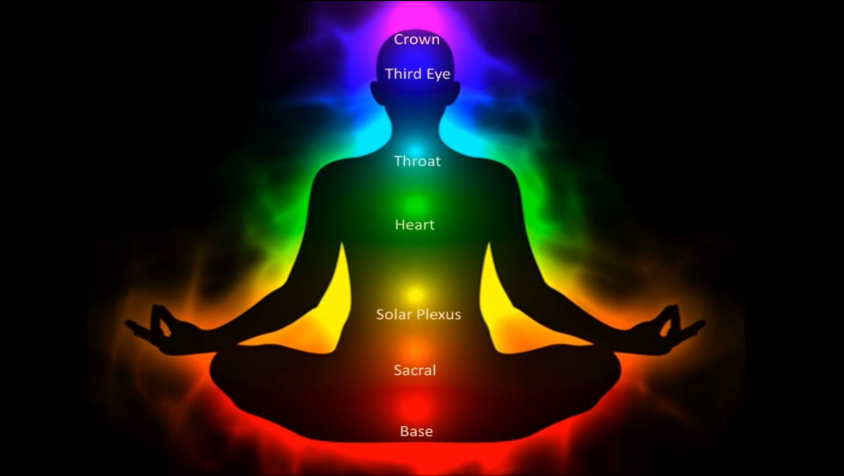 Crown
Third Eye
Throat
Heart
Solar Plexus
Sacral
Base